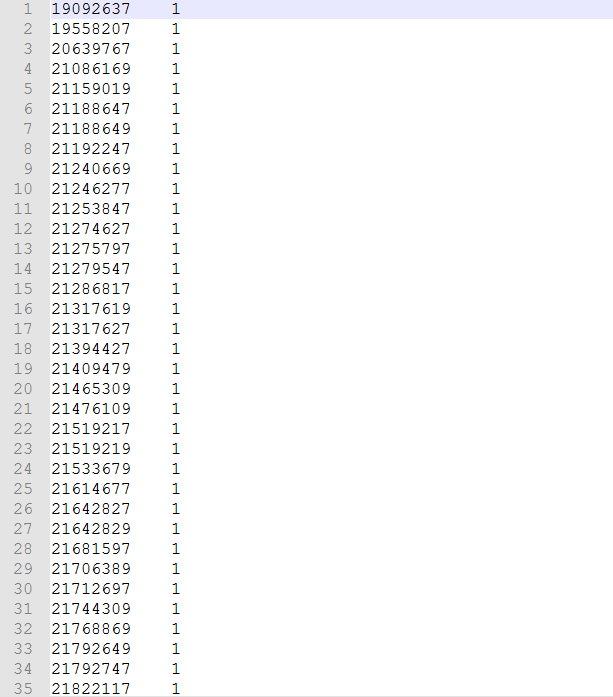 1 19092637 1
2 19558207 1
3 20639767 1
4 21086169 1
5 21159019 1
6 21188647 1
7 21188649 1
8 21192247 1
9 21240669 1
10 21246277 1
11 21253847 1
12 21274627 1
13 21275797 1
14 21279547 1
15 21286817 1
16 21317619 1
17 21317627 1
18 21394427 1
19 21409479 1
20 21465309 1
21 21476109 1
22 21519217 1
23 21519219 1
24 21533679 1
25 21614677 1
26 21642827 1
27 21642829 1
28 21681597 1
29 21706389 1
30 21712697 1
31 21744309 1
32 21768869 1
33 21792649 1
34 21792747 1
35 21822117 1